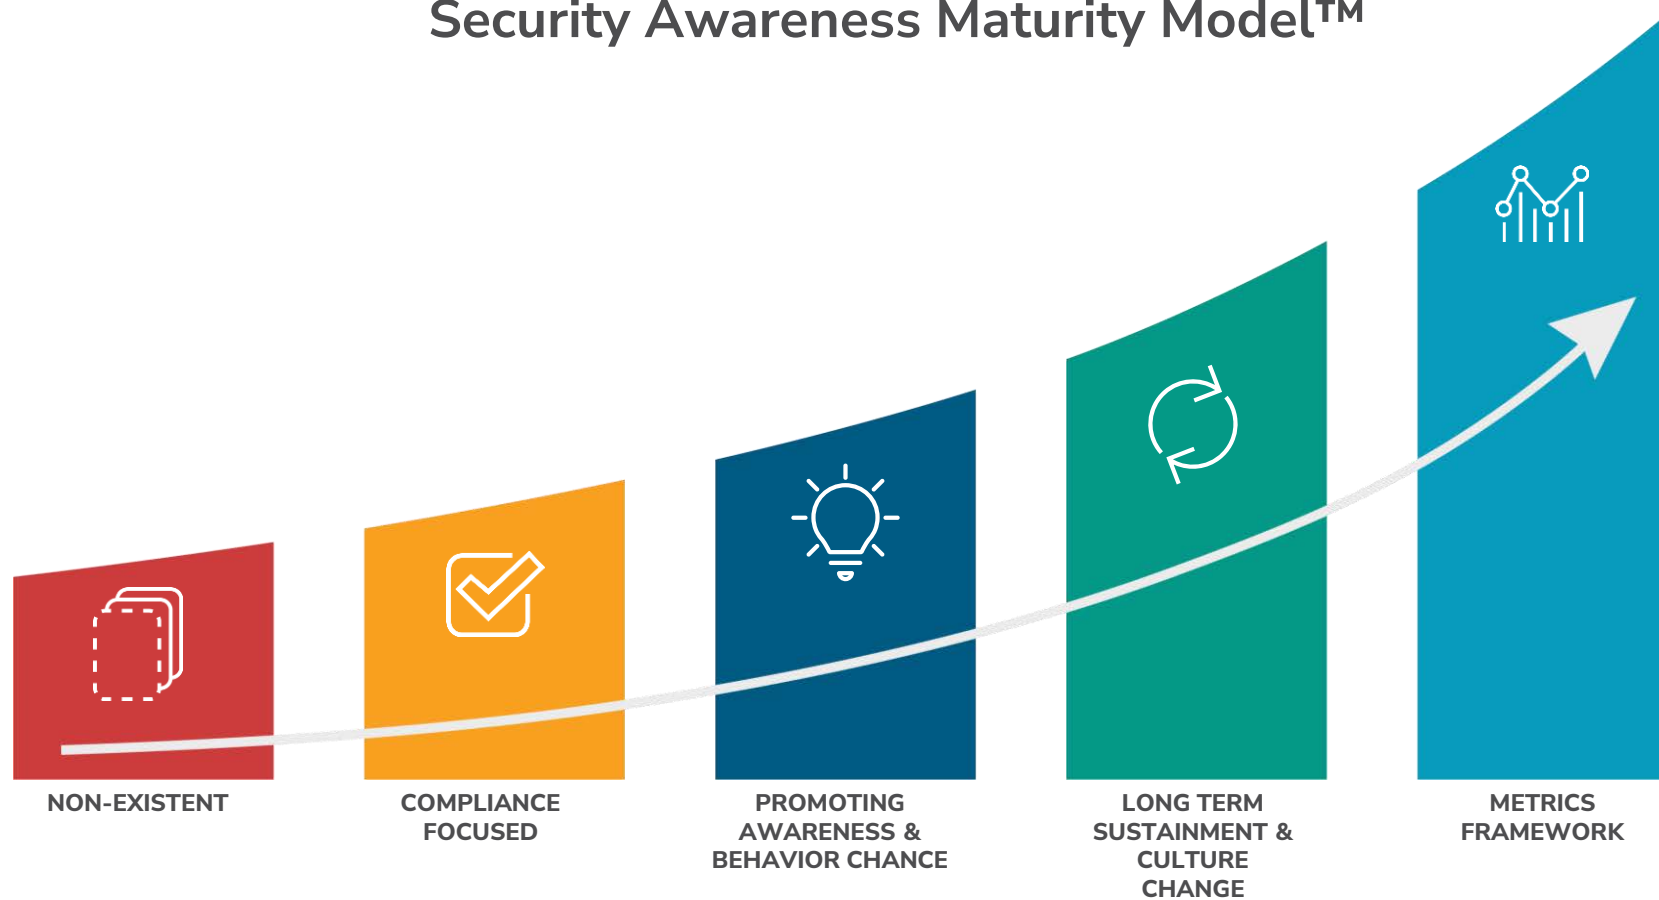 Security Awareness Maturity Model™
NON-EXISTENT
COMPLIANCE
FOCUSED
PROMOTING
AWARENESS &
BEHAVIOR CHANCE
LONG TERM
SUSTAINMENT &
CULTURE
CHANGE
METRICS
FRAMEWORK